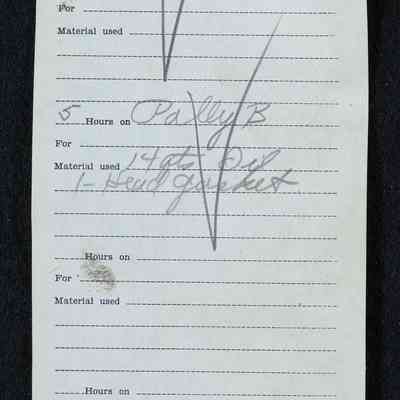 For
Material used
5 Hours on Pally B
For
Material used 14 qts Oil
1 - Head gasket
Hours on
For
Material used
Hours on